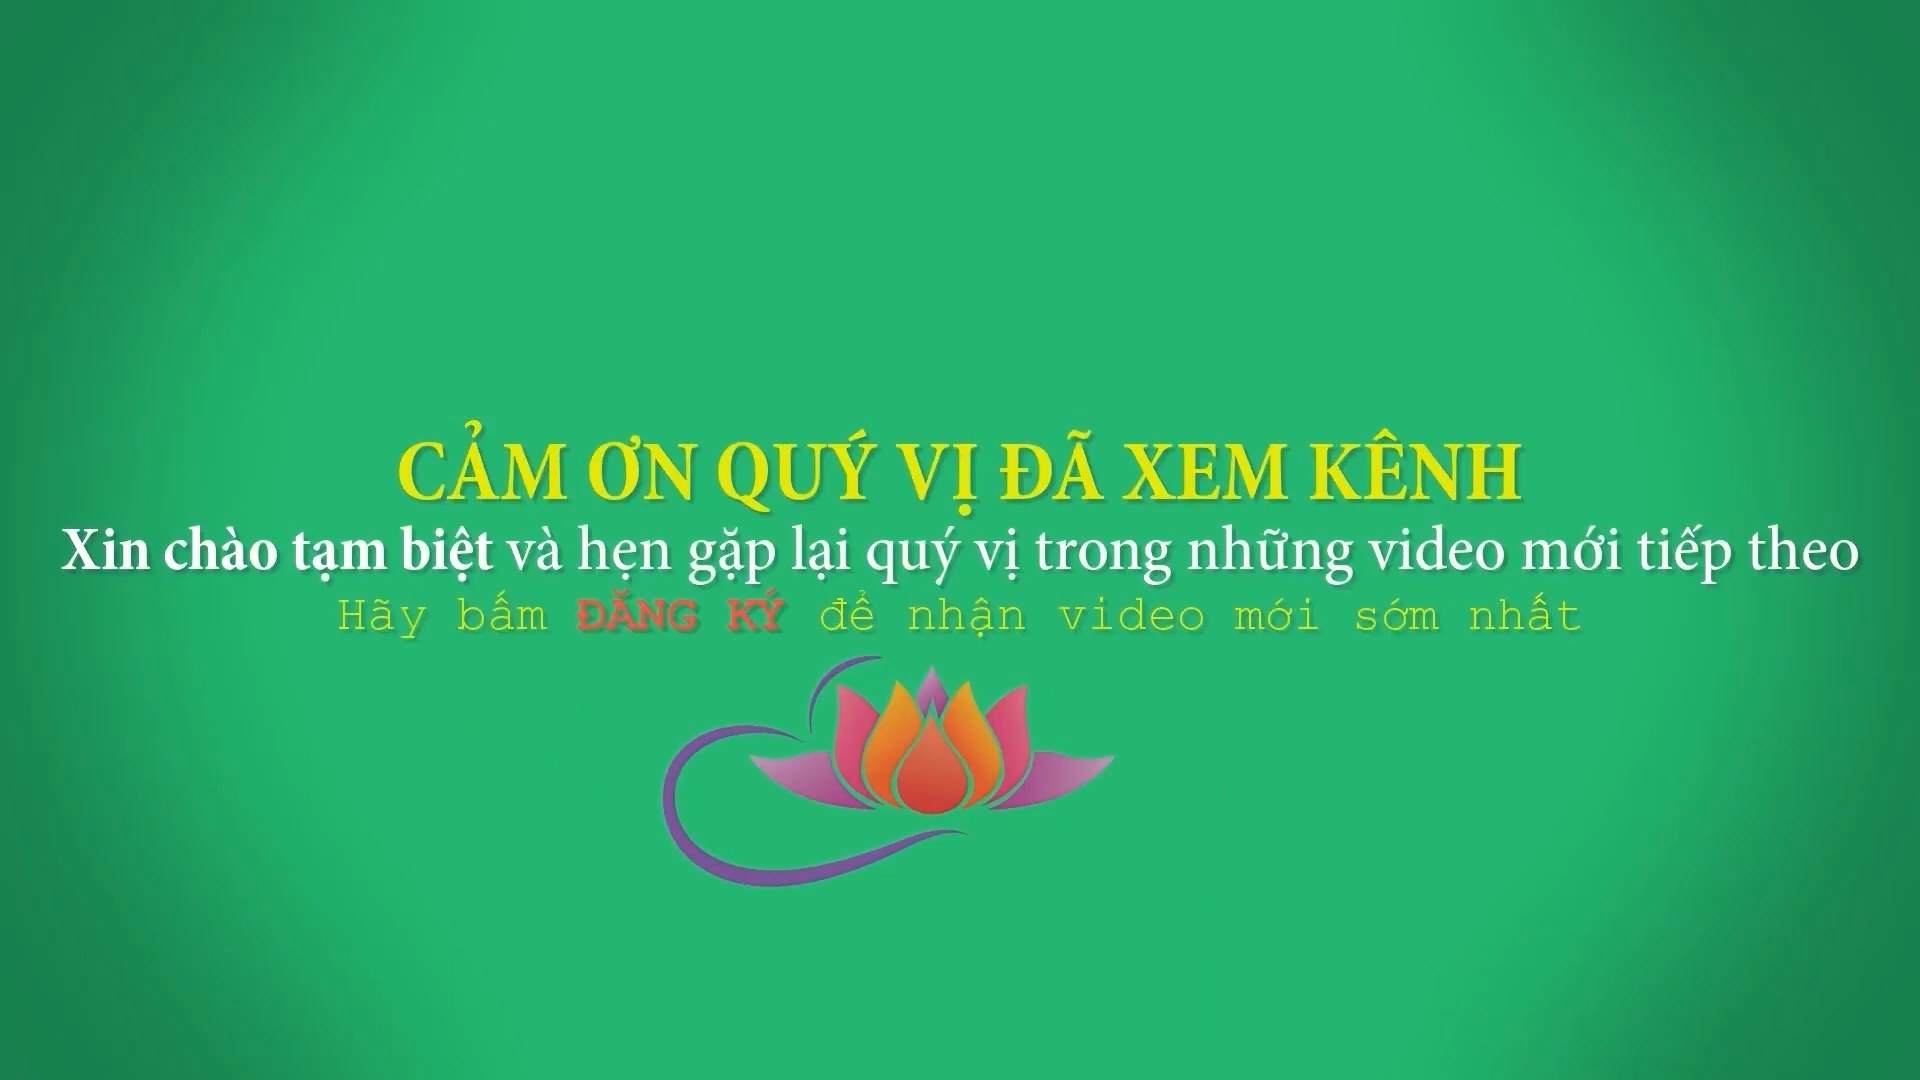 CẢM ƠN QUÝ VỊ ĐÃ XEM KÊNH
Xin chào tạm biệt và hẹn gặp lại quý vị trong những video mới tiếp theo
Hãy bấm ĐĂNG KÝ để nhận video mới sớm nhất